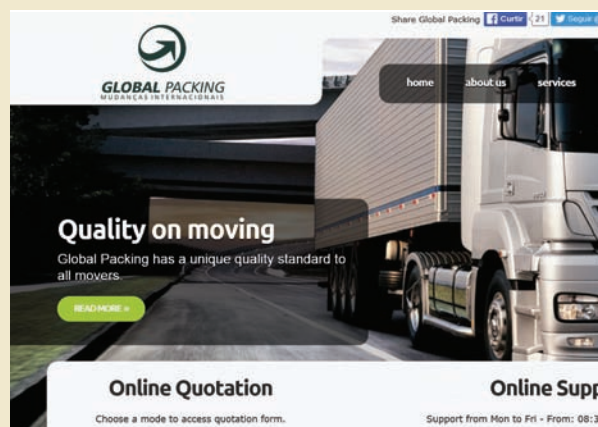 Share Global Packing Curtir 21 Seguir
GLOBAL PACKING
MUDANÇAS INTERNACIONAIS
home about us services
Quality on moving
Global Packing has a unique quality standard to
all movers.
READ MORE »
Online Quotation
Online Supp
Choose a mode to access quotation form.
Support from Mon to Fri - From: 08:3